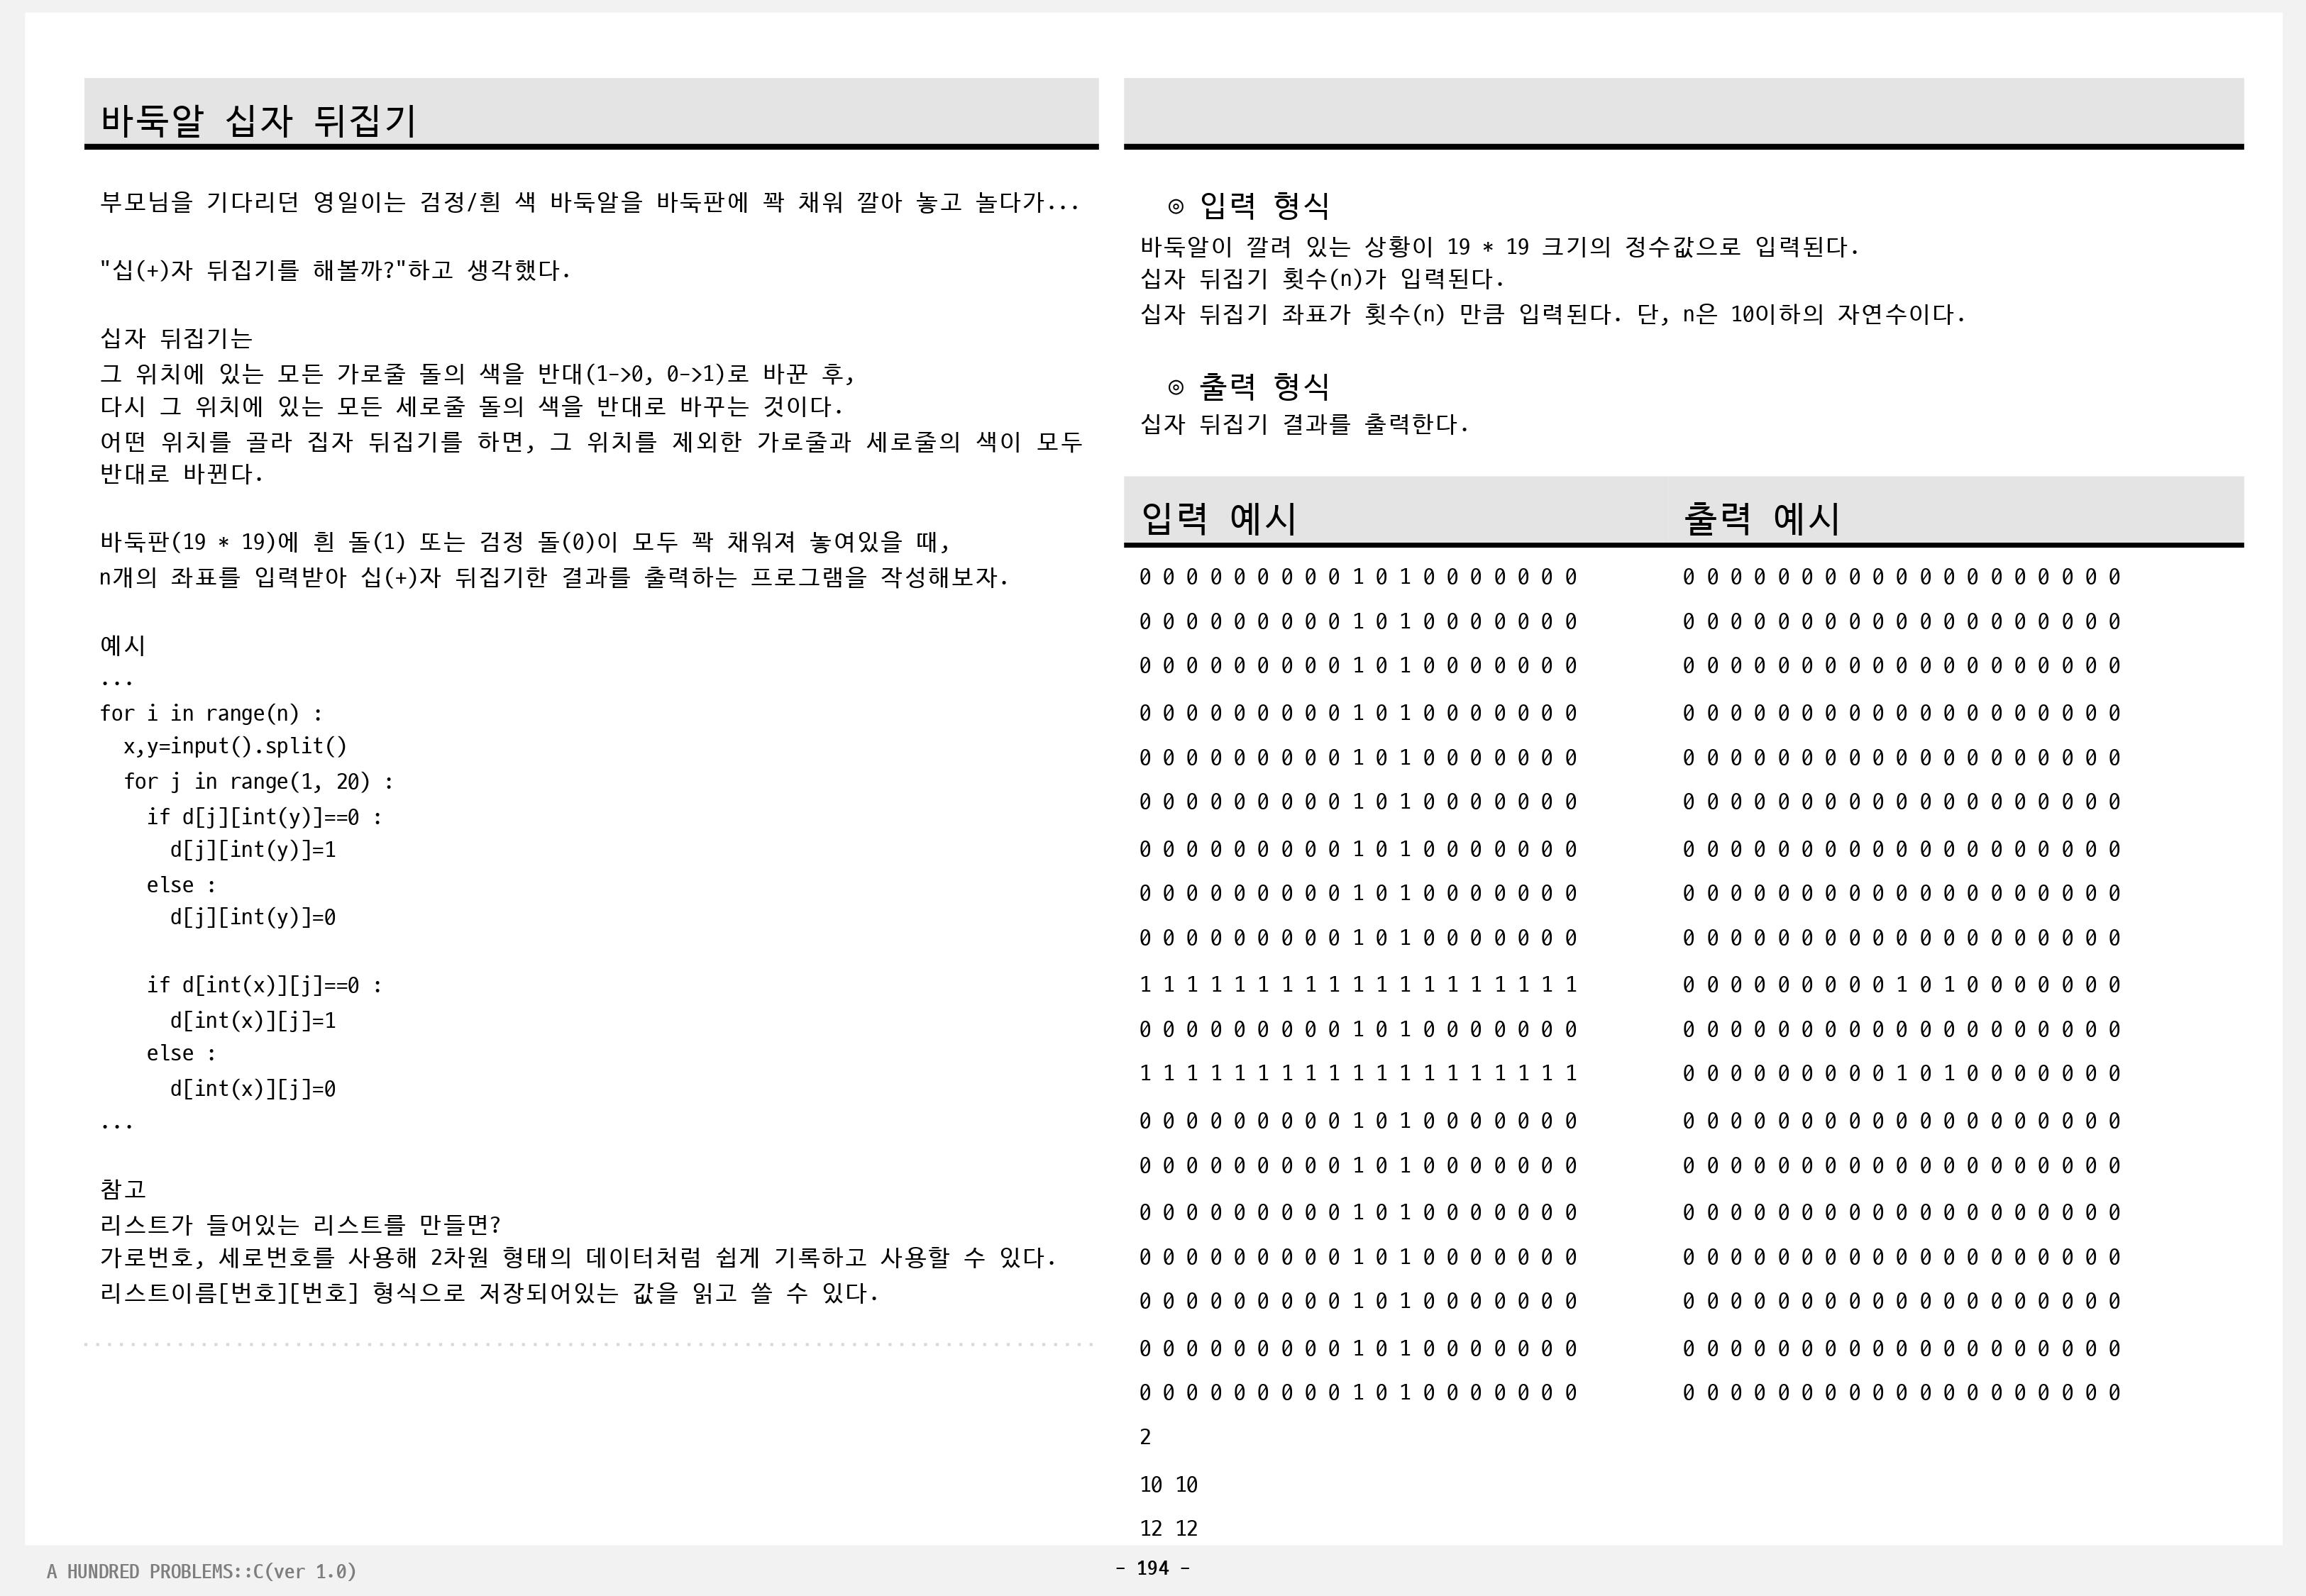 바둑알 십자 뒤집기
부모님을 기다리던 영일이는 검정/흰 색 바둑알을 바둑판에 꽉 채워 깔아 놓고 놀다가...
"십(+)자 뒤집기를 해볼까?"하고 생각했다.
십자 뒤집기는
그 위치에 있는 모든 가로줄 돌의 색을 반대(1->0, 0->1)로 바꾼 후,
다시 그 위치에 있는 모든 세로줄 돌의 색을 반대로 바꾸는 것이다.
어떤 위치를 골라 집자 뒤집기를 하면, 그 위치를 제외한 가로줄과 세로줄의 색이 모두
반대로 바뀐다.
바둑판(19 * 19)에 흰 돌(1) 또는 검정 돌(0)이 모두 꽉 채워져 놓여있을 때,
n개의 좌표를 입력받아 십(+)자 뒤집기한 결과를 출력하는 프로그램을 작성해보자.
예시
...
for i in range(n) :
  x,y=input().split()
  for j in range(1, 20) :
    if d[j][int(y)]==0 :
      d[j][int(y)]=1
    else :
      d[j][int(y)]=0
    if d[int(x)][j]==0 :
      d[int(x)][j]=1
    else :
      d[int(x)][j]=0
...
참고
리스트가 들어있는 리스트를 만들면?
가로번호, 세로번호를 사용해 2차원 형태의 데이터처럼 쉽게 기록하고 사용할 수 있다.
리스트이름[번호][번호] 형식으로 저장되어있는 값을 읽고 쓸 수 있다.
◎ 입력 형식
바둑알이 깔려 있는 상황이 19 * 19 크기의 정수값으로 입력된다.
십자 뒤집기 횟수(n)가 입력된다.
십자 뒤집기 좌표가 횟수(n) 만큼 입력된다. 단, n은 10이하의 자연수이다.
◎ 출력 형식
십자 뒤집기 결과를 출력한다.
입력 예시
0 0 0 0 0 0 0 0 0 1 0 1 0 0 0 0 0 0 0
0 0 0 0 0 0 0 0 0 1 0 1 0 0 0 0 0 0 0
0 0 0 0 0 0 0 0 0 1 0 1 0 0 0 0 0 0 0
0 0 0 0 0 0 0 0 0 1 0 1 0 0 0 0 0 0 0
0 0 0 0 0 0 0 0 0 1 0 1 0 0 0 0 0 0 0
0 0 0 0 0 0 0 0 0 1 0 1 0 0 0 0 0 0 0
0 0 0 0 0 0 0 0 0 1 0 1 0 0 0 0 0 0 0
0 0 0 0 0 0 0 0 0 1 0 1 0 0 0 0 0 0 0
0 0 0 0 0 0 0 0 0 1 0 1 0 0 0 0 0 0 0
1 1 1 1 1 1 1 1 1 1 1 1 1 1 1 1 1 1 1
0 0 0 0 0 0 0 0 0 1 0 1 0 0 0 0 0 0 0
1 1 1 1 1 1 1 1 1 1 1 1 1 1 1 1 1 1 1
0 0 0 0 0 0 0 0 0 1 0 1 0 0 0 0 0 0 0
0 0 0 0 0 0 0 0 0 1 0 1 0 0 0 0 0 0 0
0 0 0 0 0 0 0 0 0 1 0 1 0 0 0 0 0 0 0
0 0 0 0 0 0 0 0 0 1 0 1 0 0 0 0 0 0 0
0 0 0 0 0 0 0 0 0 1 0 1 0 0 0 0 0 0 0
0 0 0 0 0 0 0 0 0 1 0 1 0 0 0 0 0 0 0
0 0 0 0 0 0 0 0 0 1 0 1 0 0 0 0 0 0 0
2
10 10
12 12
출력 예시
0 0 0 0 0 0 0 0 0 0 0 0 0 0 0 0 0 0 0
0 0 0 0 0 0 0 0 0 0 0 0 0 0 0 0 0 0 0
0 0 0 0 0 0 0 0 0 0 0 0 0 0 0 0 0 0 0
0 0 0 0 0 0 0 0 0 0 0 0 0 0 0 0 0 0 0
0 0 0 0 0 0 0 0 0 0 0 0 0 0 0 0 0 0 0
0 0 0 0 0 0 0 0 0 0 0 0 0 0 0 0 0 0 0
0 0 0 0 0 0 0 0 0 0 0 0 0 0 0 0 0 0 0
0 0 0 0 0 0 0 0 0 0 0 0 0 0 0 0 0 0 0
0 0 0 0 0 0 0 0 0 0 0 0 0 0 0 0 0 0 0
0 0 0 0 0 0 0 0 0 1 0 1 0 0 0 0 0 0 0
0 0 0 0 0 0 0 0 0 0 0 0 0 0 0 0 0 0 0
0 0 0 0 0 0 0 0 0 1 0 1 0 0 0 0 0 0 0
0 0 0 0 0 0 0 0 0 0 0 0 0 0 0 0 0 0 0
0 0 0 0 0 0 0 0 0 0 0 0 0 0 0 0 0 0 0
0 0 0 0 0 0 0 0 0 0 0 0 0 0 0 0 0 0 0
0 0 0 0 0 0 0 0 0 0 0 0 0 0 0 0 0 0 0
0 0 0 0 0 0 0 0 0 0 0 0 0 0 0 0 0 0 0
0 0 0 0 0 0 0 0 0 0 0 0 0 0 0 0 0 0 0
0 0 0 0 0 0 0 0 0 0 0 0 0 0 0 0 0 0 0
A HUNDRED PROBLEMS::C(ver 1.0)
- 194 -